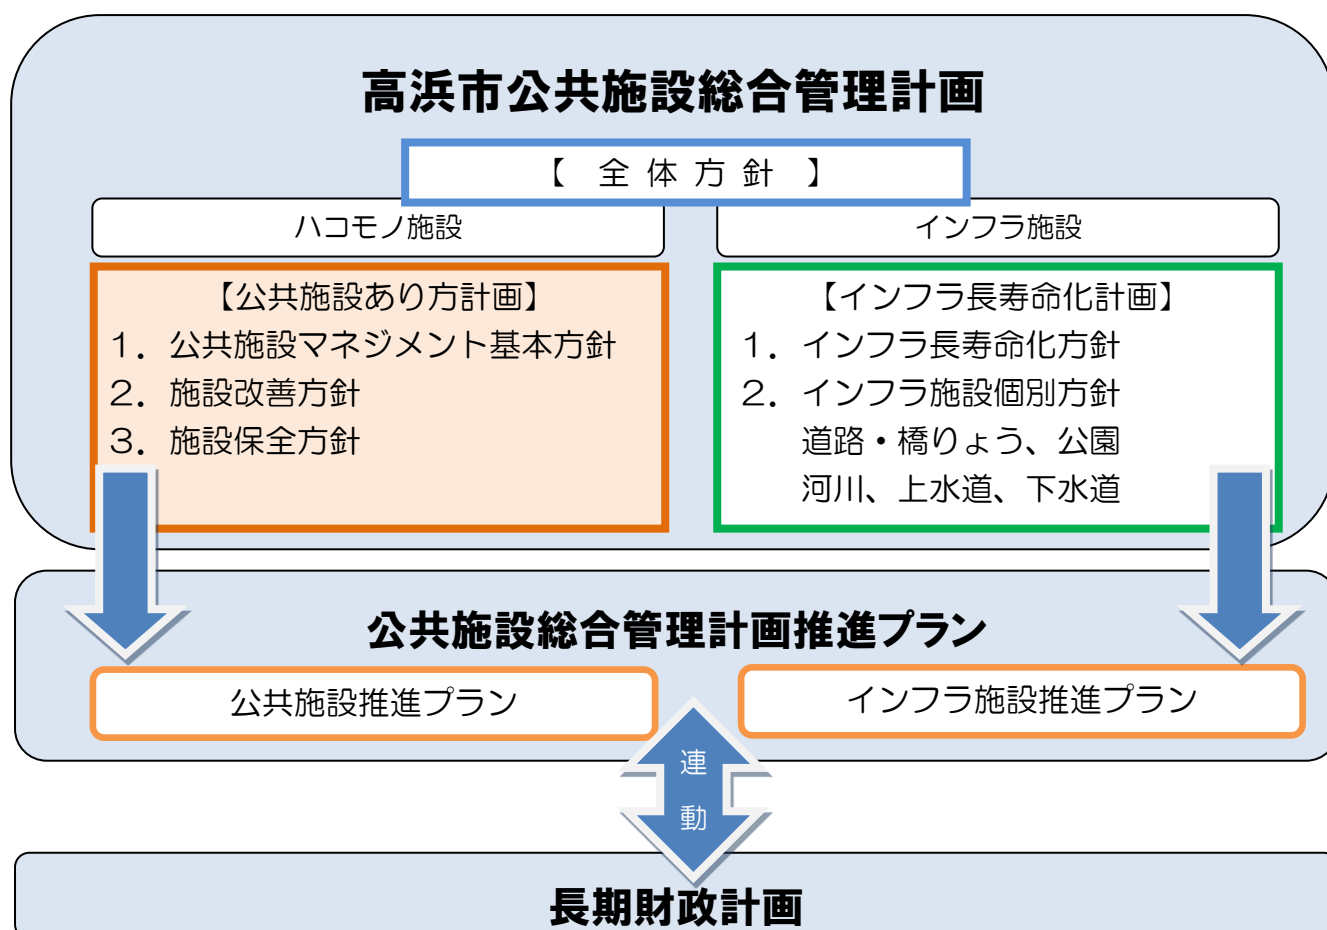 高浜市公共施設総合管理計画
【 全体方針 】
ハコモノ施設
インフラ施設
【公共施設あり方計画】
1. 公共施設マネジメント基本方針
2. 施設改善方針
3. 施設保全方針
【インフラ長寿命化計画】
1. インフラ長寿命化方針
2. インフラ施設個別方針
道路・橋りょう、公園
河川、上水道、下水道
公共施設総合管理計画推進プラン
公共施設推進プラン
インフラ施設推進プラン
連
動
長期財政計画